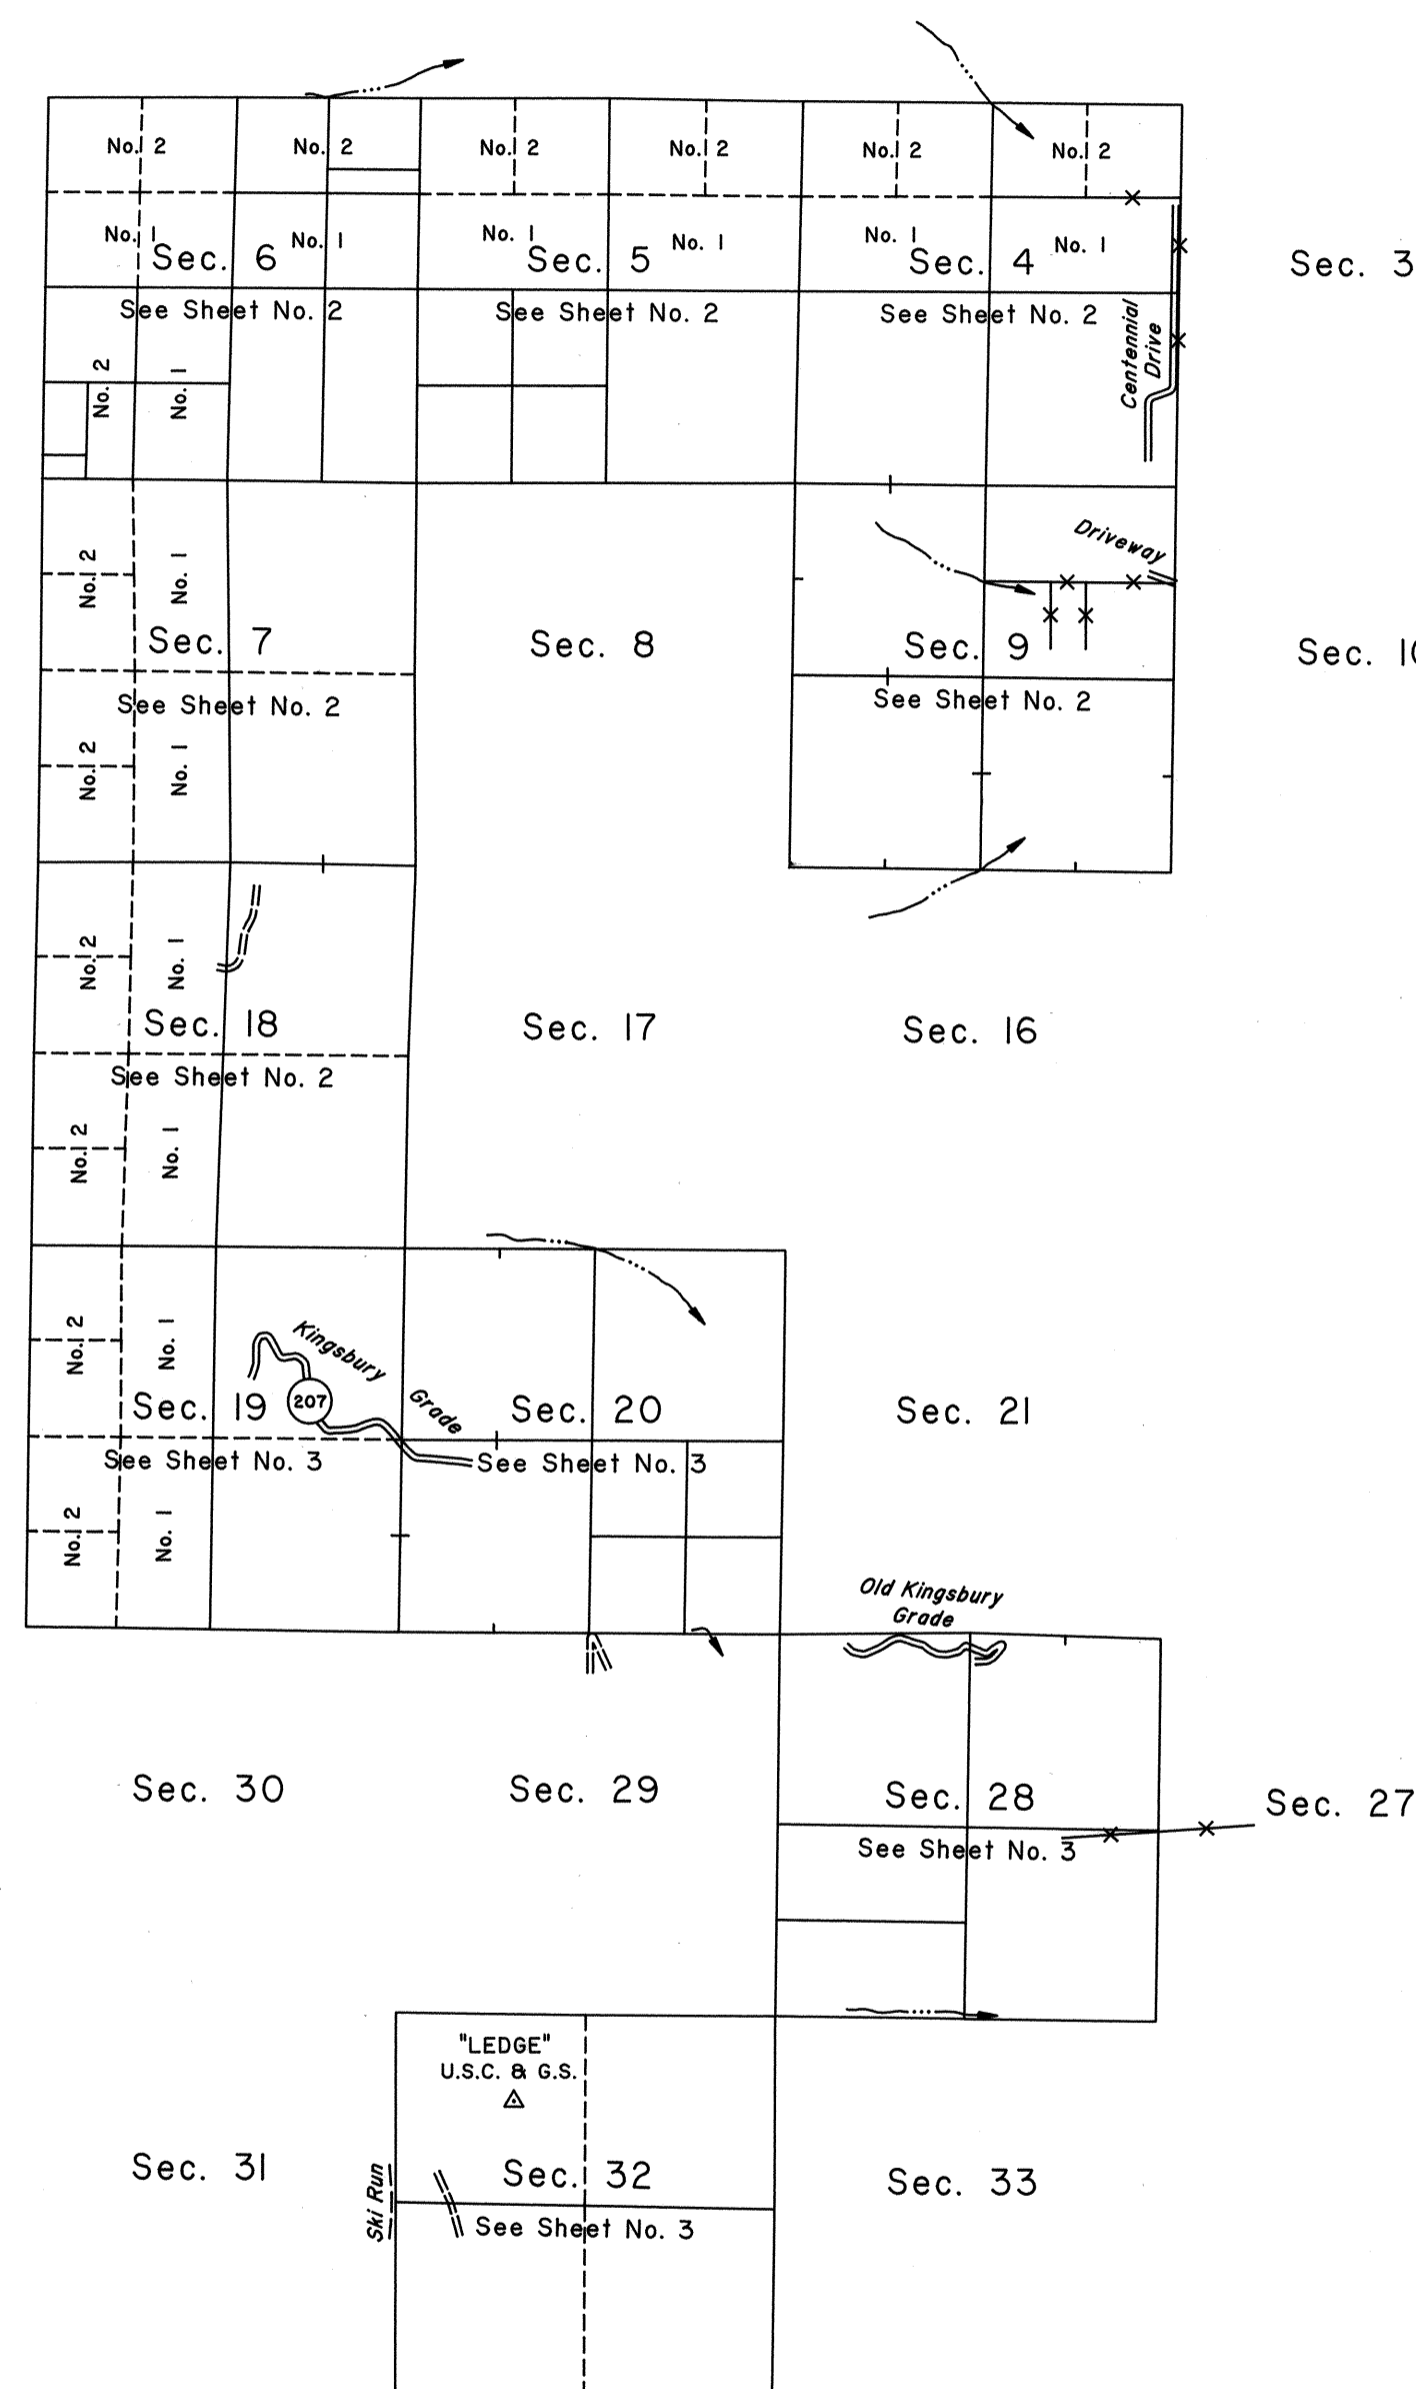 No. 2 No. 2 No. 2 No. 2 No. 2 No. 2
No. 1 No. 1 No. 1 No. 1 No. 1 No. 1
Sec. 6 Sec. 5 Sec. 4 Sec. 3
See Sheet No. 2 See Sheet No. 2 See Sheet No. 2
Centennial
Drive
No. 2 No. 1
Driveway
No. 2 No. 1
Sec. 7 Sec. 8 Sec. 9 Sec. 10
See Sheet No. 2 See Sheet No. 2
No. 2 No. 1
No. 2 No. 1
Sec. 18 Sec. 17 Sec. 16
See Sheet No. 2
No. 2 No. 1
No. 2 No. 1
Kingsbury
Grade
207
Sec. 19 Sec. 20 Sec. 21
See Sheet No. 3 See Sheet No. 3
No. 2 No. 1
Old Kingsbury
Grade
Sec. 30 Sec. 29 Sec. 28 Sec. 27
See Sheet No. 3
"LEDGE"
U.S.C. & G.S.
Sec. 31 Sec. 32 Sec. 33
Ski Run
See Sheet No. 3